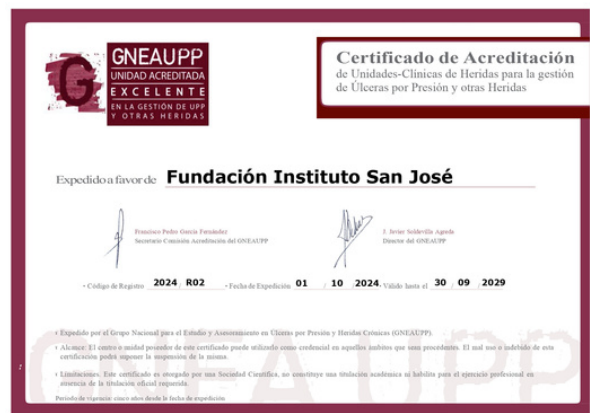 GNEAUPP
UNIDAD ACREDITADA
EXCELENTE
EN LA GESTIÓN DE UPP
Y OTRAS HERIDAS
Certificado de Acreditación
de Unidades-Clínicas de Heridas para la gestión
de Úlceras por Presión y otras Heridas
Expedido a favor de Fundación Instituto San José
Francisco Pedro García Fernández
Secretario Comisión Acreditación del GNEAUPP
J. Javier Soldevilla Agreda
Director del GNEAUPP
• Código de Registro 2024 / R02 • Fecha de Expedición 01 / 10 / 2024. Válido hasta el 30 / 09 / 2029
Expedido por el Grupo Nacional para el Estudio y Asesoramiento en Úlceras por Presión y Heridas Crónicas (GNEAUPP).
Alcance: El centro o unidad poseedor de este certificado puede utilizarlo como credencial en aquellos ámbitos que sean procedentes. El mal uso o indebido de esta
certificación podrá suponer la suspensión de la misma.
Limitaciones. Este certificado es otorgado por una Sociedad Científica, no constituye una titulación académica ni habilita para el ejercicio profesional en
ausencia de la titulación oficial requerida.
Periodo de vigencia: cinco años desde la fecha de expedición
GNEAUPP